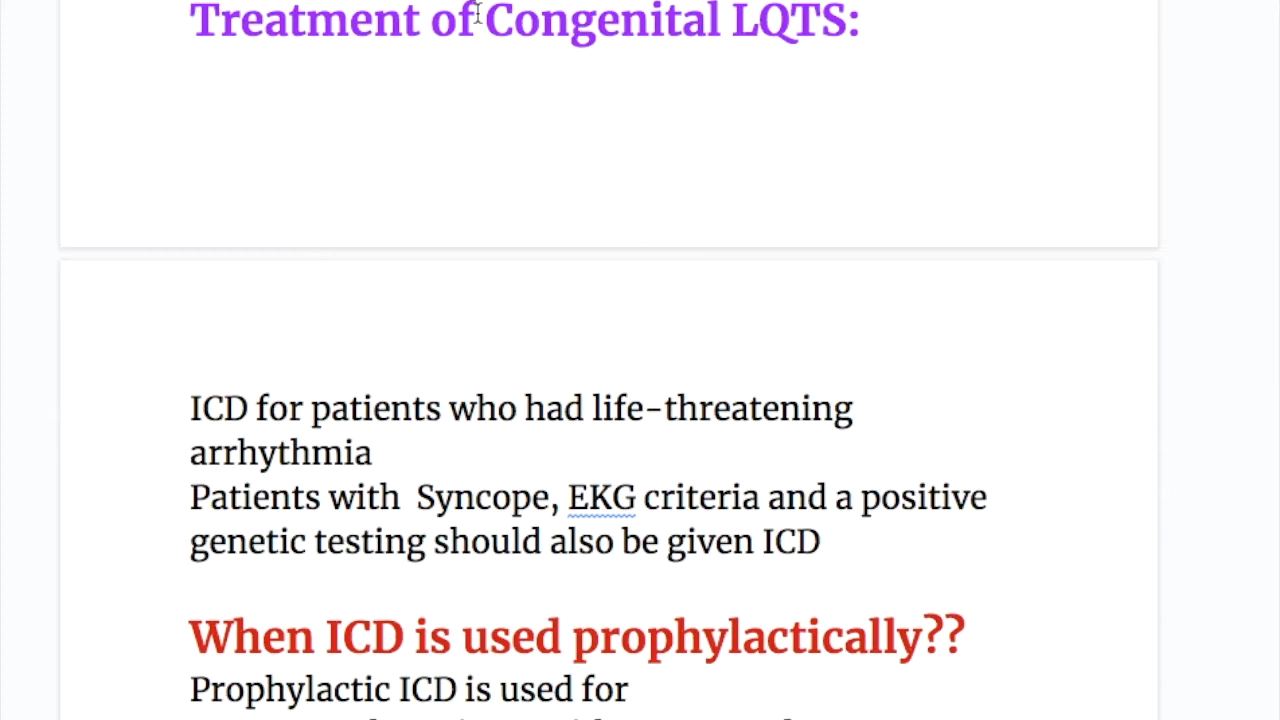 Treatment of Congenital LQTS:
ICD for patients who had life-threatening
arrhythmia
Patients with  Syncope, EKG criteria and a positive
genetic testing should also be given ICD
When ICD is used prophylactically??
Prophylactic ICD is used for